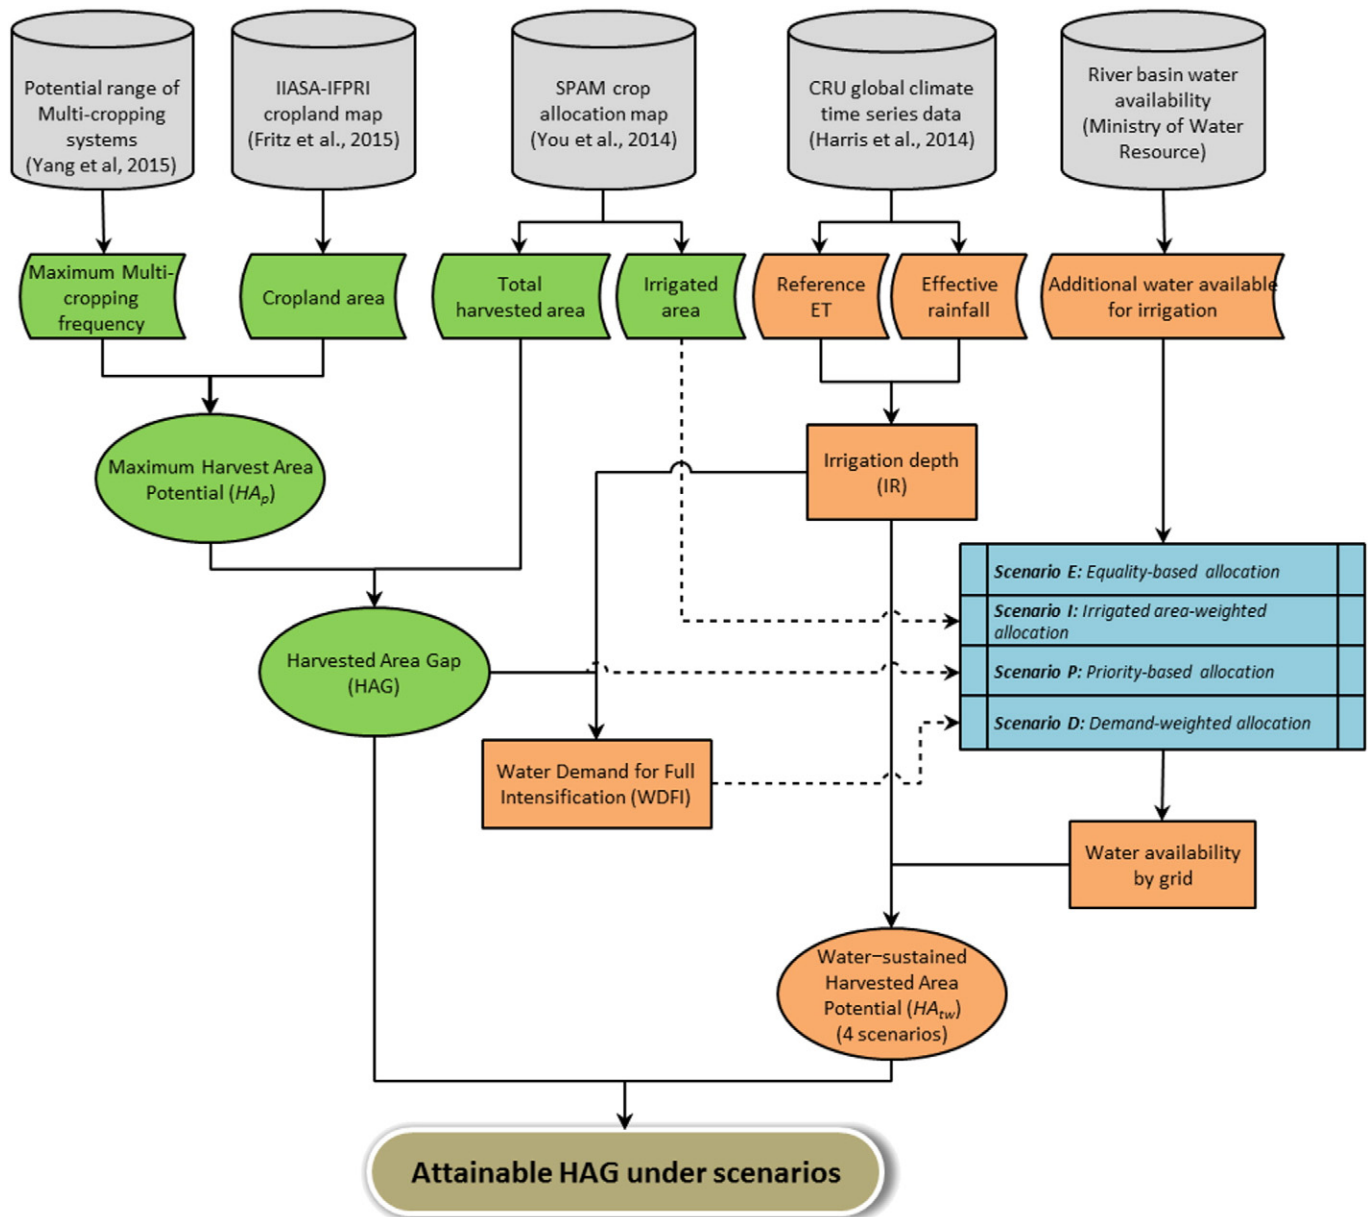 Potential range of
Multi-cropping
systems
(Yang et al, 2015)
IIASA-IFPRI
cropland map
(Fritz et al., 2015)
SPAM crop
allocation map
(You et al., 2014)
CRU global climate
time series data
(Harris et al., 2014)
River basin water
availability
(Ministry of Water
Resource)
Maximum Multi-
cropping
frequency
Cropland area
Total
harvested area
Irrigated
area
Reference
ET
Effective
rainfall
Additional water available
for irrigation
Maximum Harvest Area
Potential (HAp)
Irrigation depth
(IR)
Scenario E: Equality-based allocation
Scenario I: Irrigated area-weighted
allocation
Scenario P: Priority-based allocation
Scenario D: Demand-weighted allocation
Harvested Area Gap
(HAG)
Water Demand for Full
Intensification (WDFI)
Water availability
by grid
Water−sustained
Harvested Area
Potential (HAtw)
(4 scenarios)
Attainable HAG under scenarios